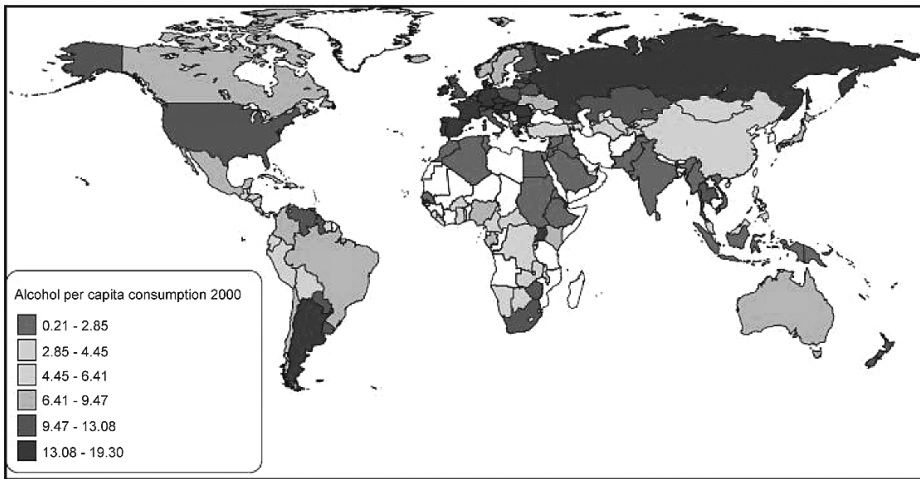 Alcohol per capita consumption 2000
0.21 - 2.85
2.85 - 4.45
4.45 - 6.41
6.41 - 9.47
9.47 - 13.08
13.08 - 19.30